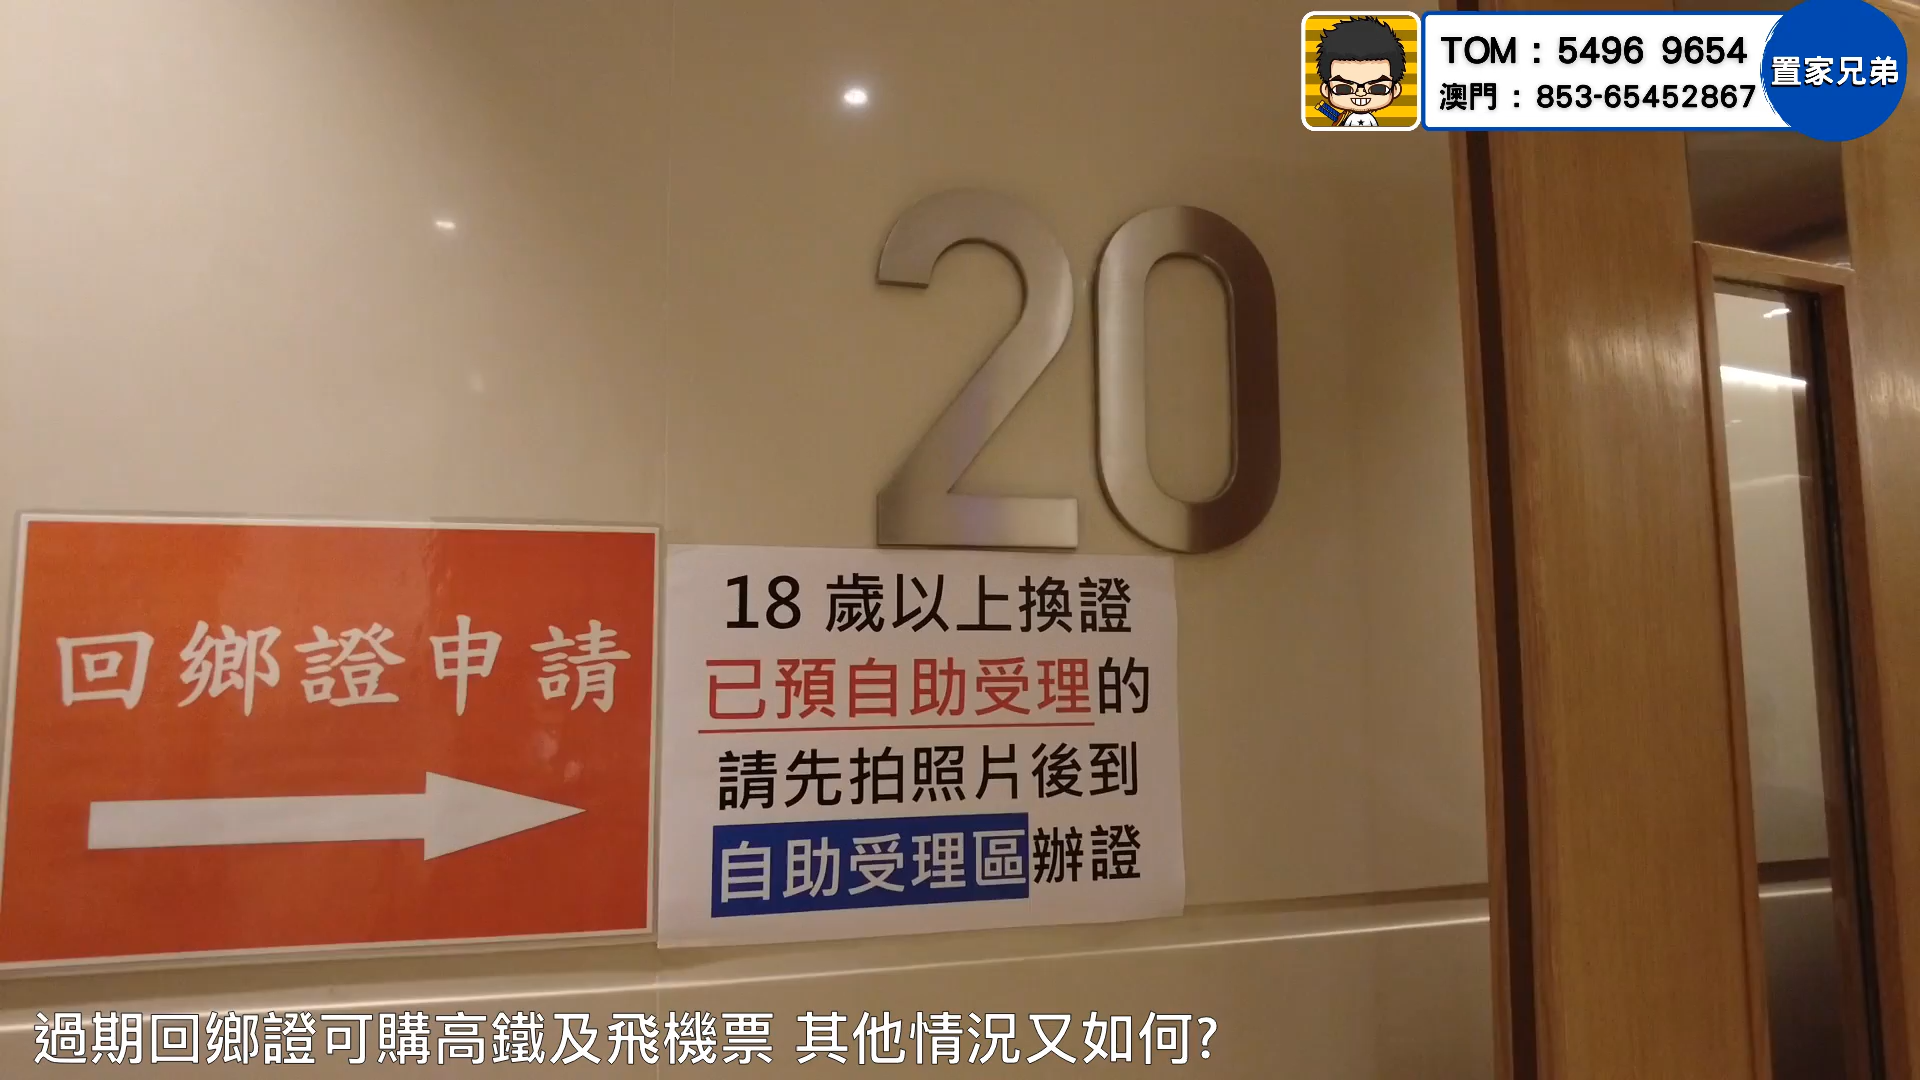 TOM : 5496 9654
澳門 : 853-65452867
置家兄弟
20
回鄉證申請
18 歲以上換證
已預自助受理的
請先拍照片後到
自助受理區辦證
過期回鄉證可購高鐵及飛機票 其他情況又如何?